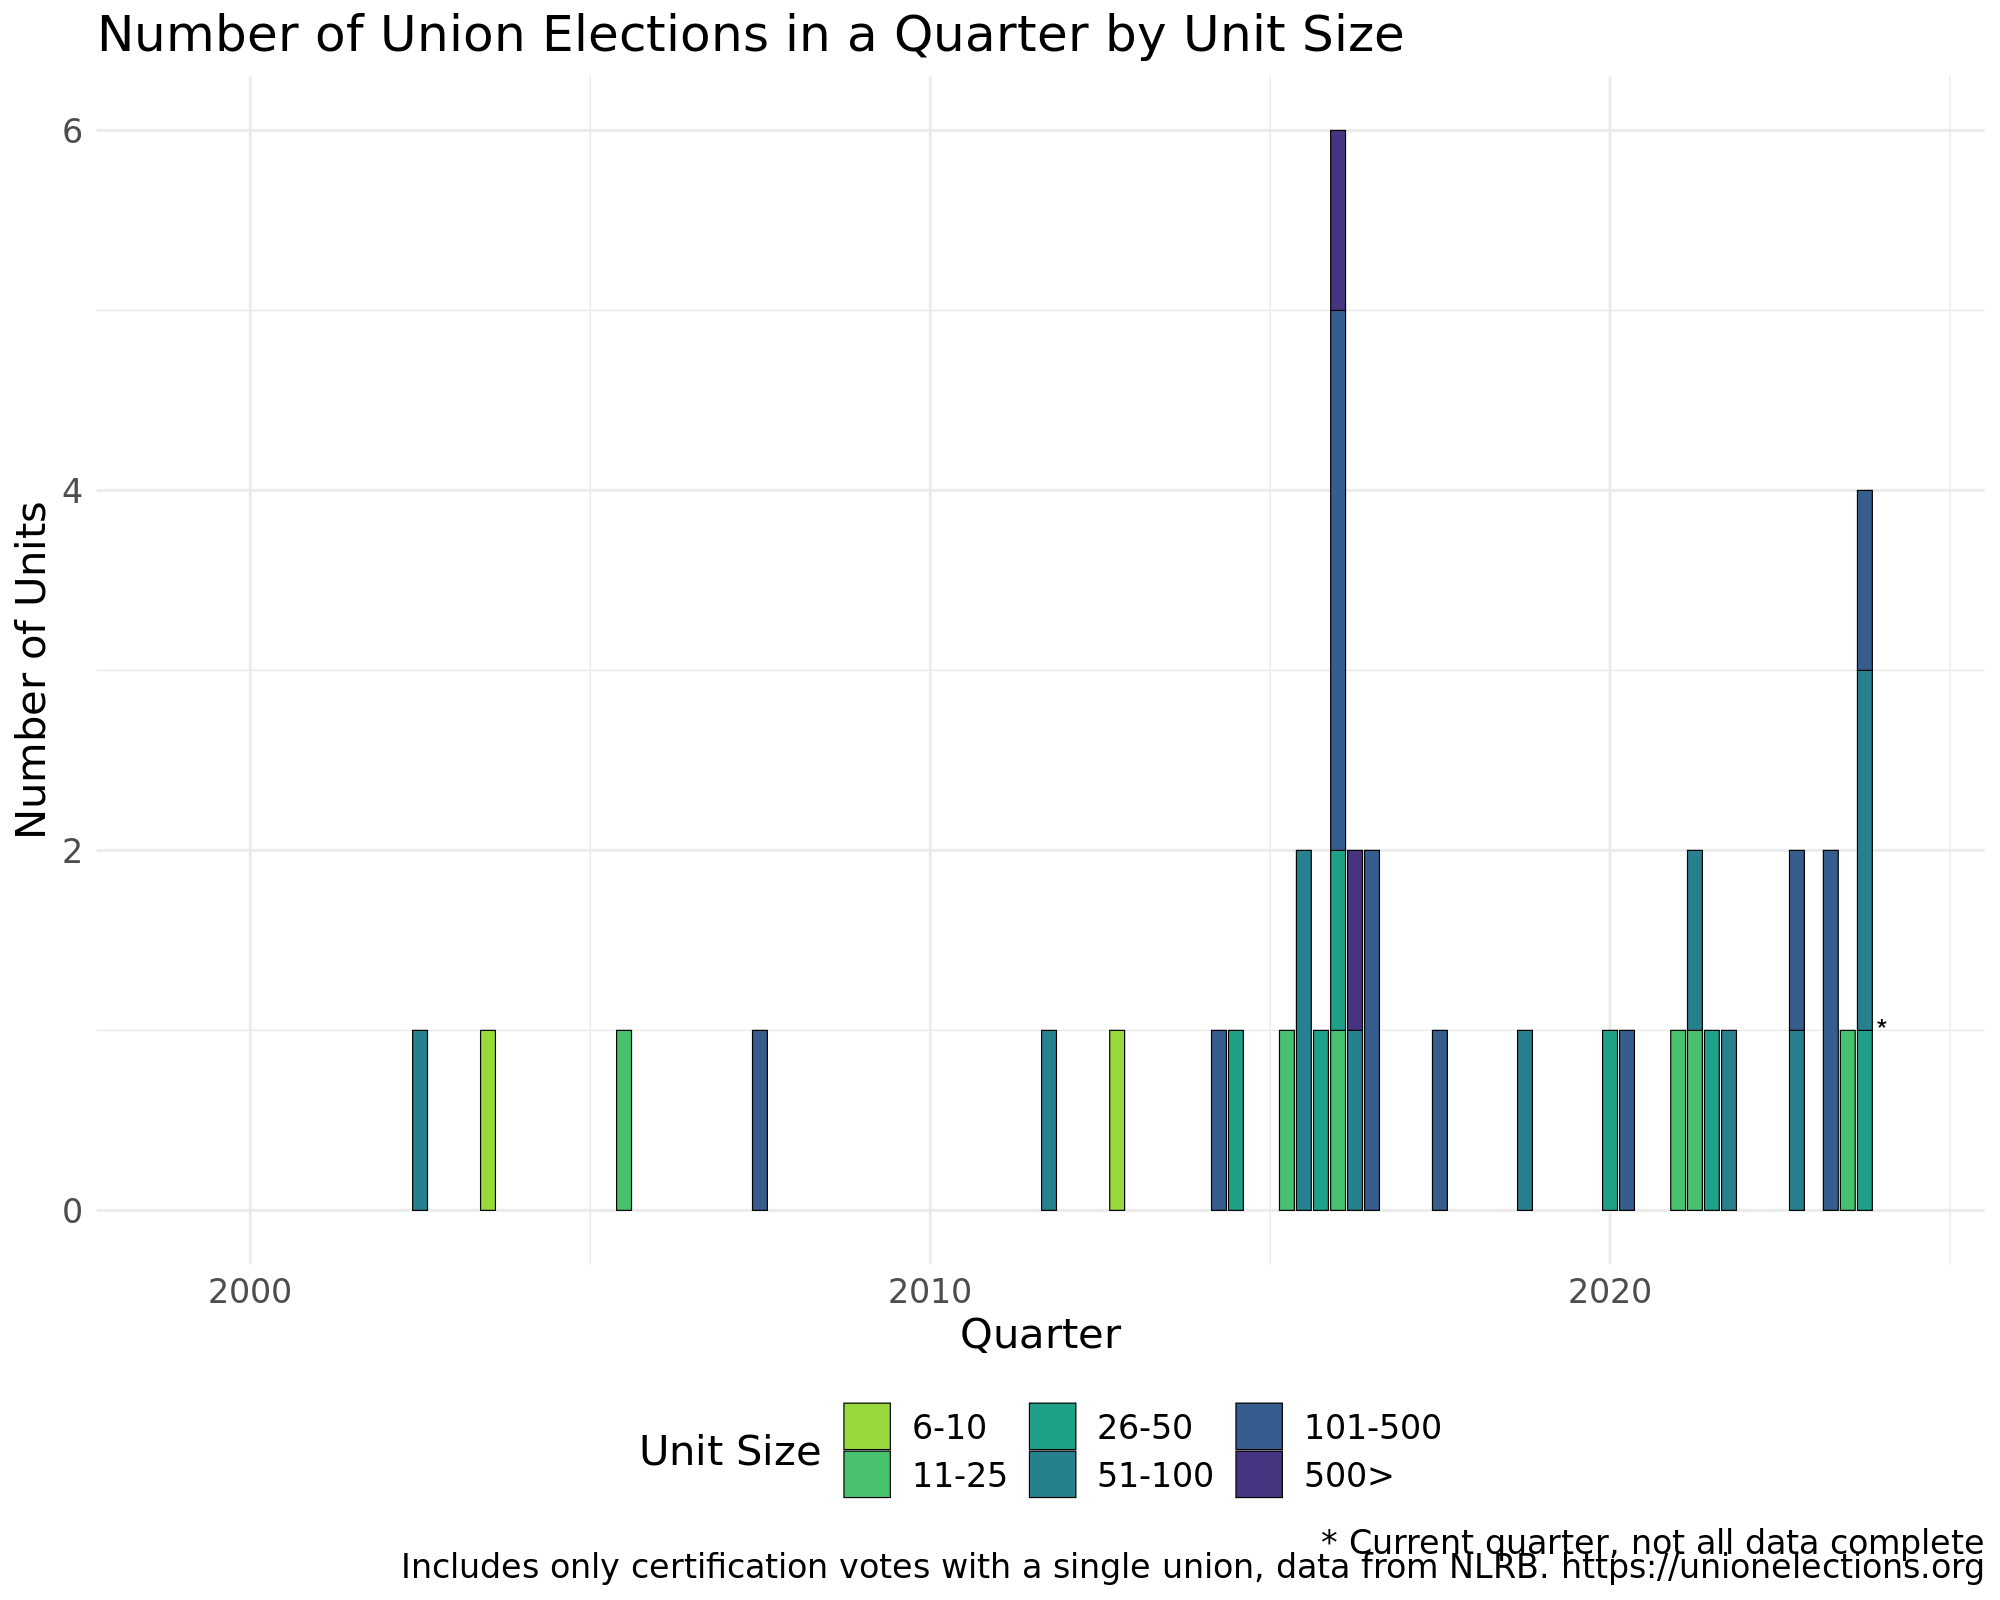 Number of Union Elections in a Quarter by Unit Size
Number of Units
6
4
2
0
*
2000 2010 2020
Quarter
Unit Size
6-10 26-50 101-500
11-25 51-100 500>
* Current quarter, not all data complete
Includes only certification votes with a single union, data from NLRB. https://unionelections.org